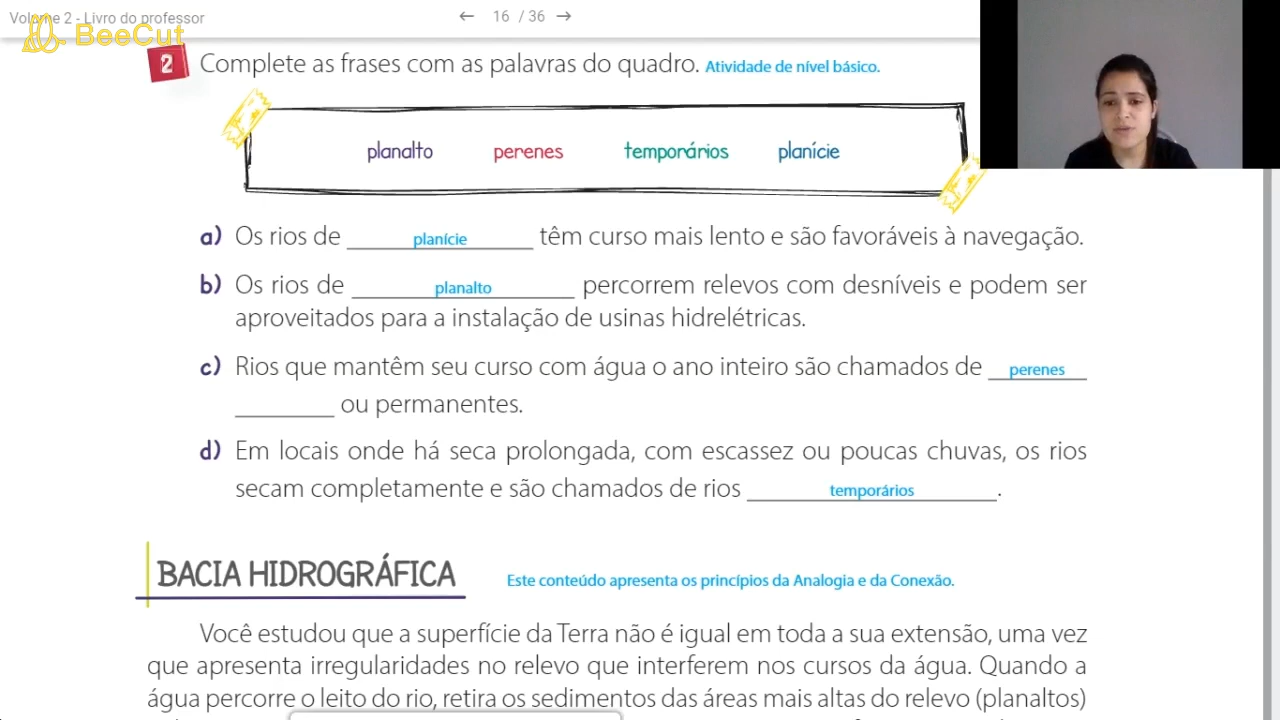 Volume 2 - Livro do professor
16 / 36
BeeCut
2 Complete as frases com as palavras do quadro. Atividade de nível básico.
planalto perenes temporários planície
a) Os rios de planície têm curso mais lento e são favoráveis à navegação.
b) Os rios de planalto percorrem relevos com desníveis e podem ser
aproveitados para a instalação de usinas hidrelétricas.
c) Rios que mantêm seu curso com água o ano inteiro são chamados de perenes
ou permanentes.
d) Em locais onde há seca prolongada, com escassez ou poucas chuvas, os rios
secam completamente e são chamados de rios temporários.
BACIA HIDROGRÁFICA Este conteúdo apresenta os princípios da Analogia e da Conexão.
Você estudou que a superfície da Terra não é igual em toda a sua extensão, uma vez
que apresenta irregularidades no relevo que interferem nos cursos da água. Quando a
água percorre o leito do rio, retira os sedimentos das áreas mais altas do relevo (planaltos)